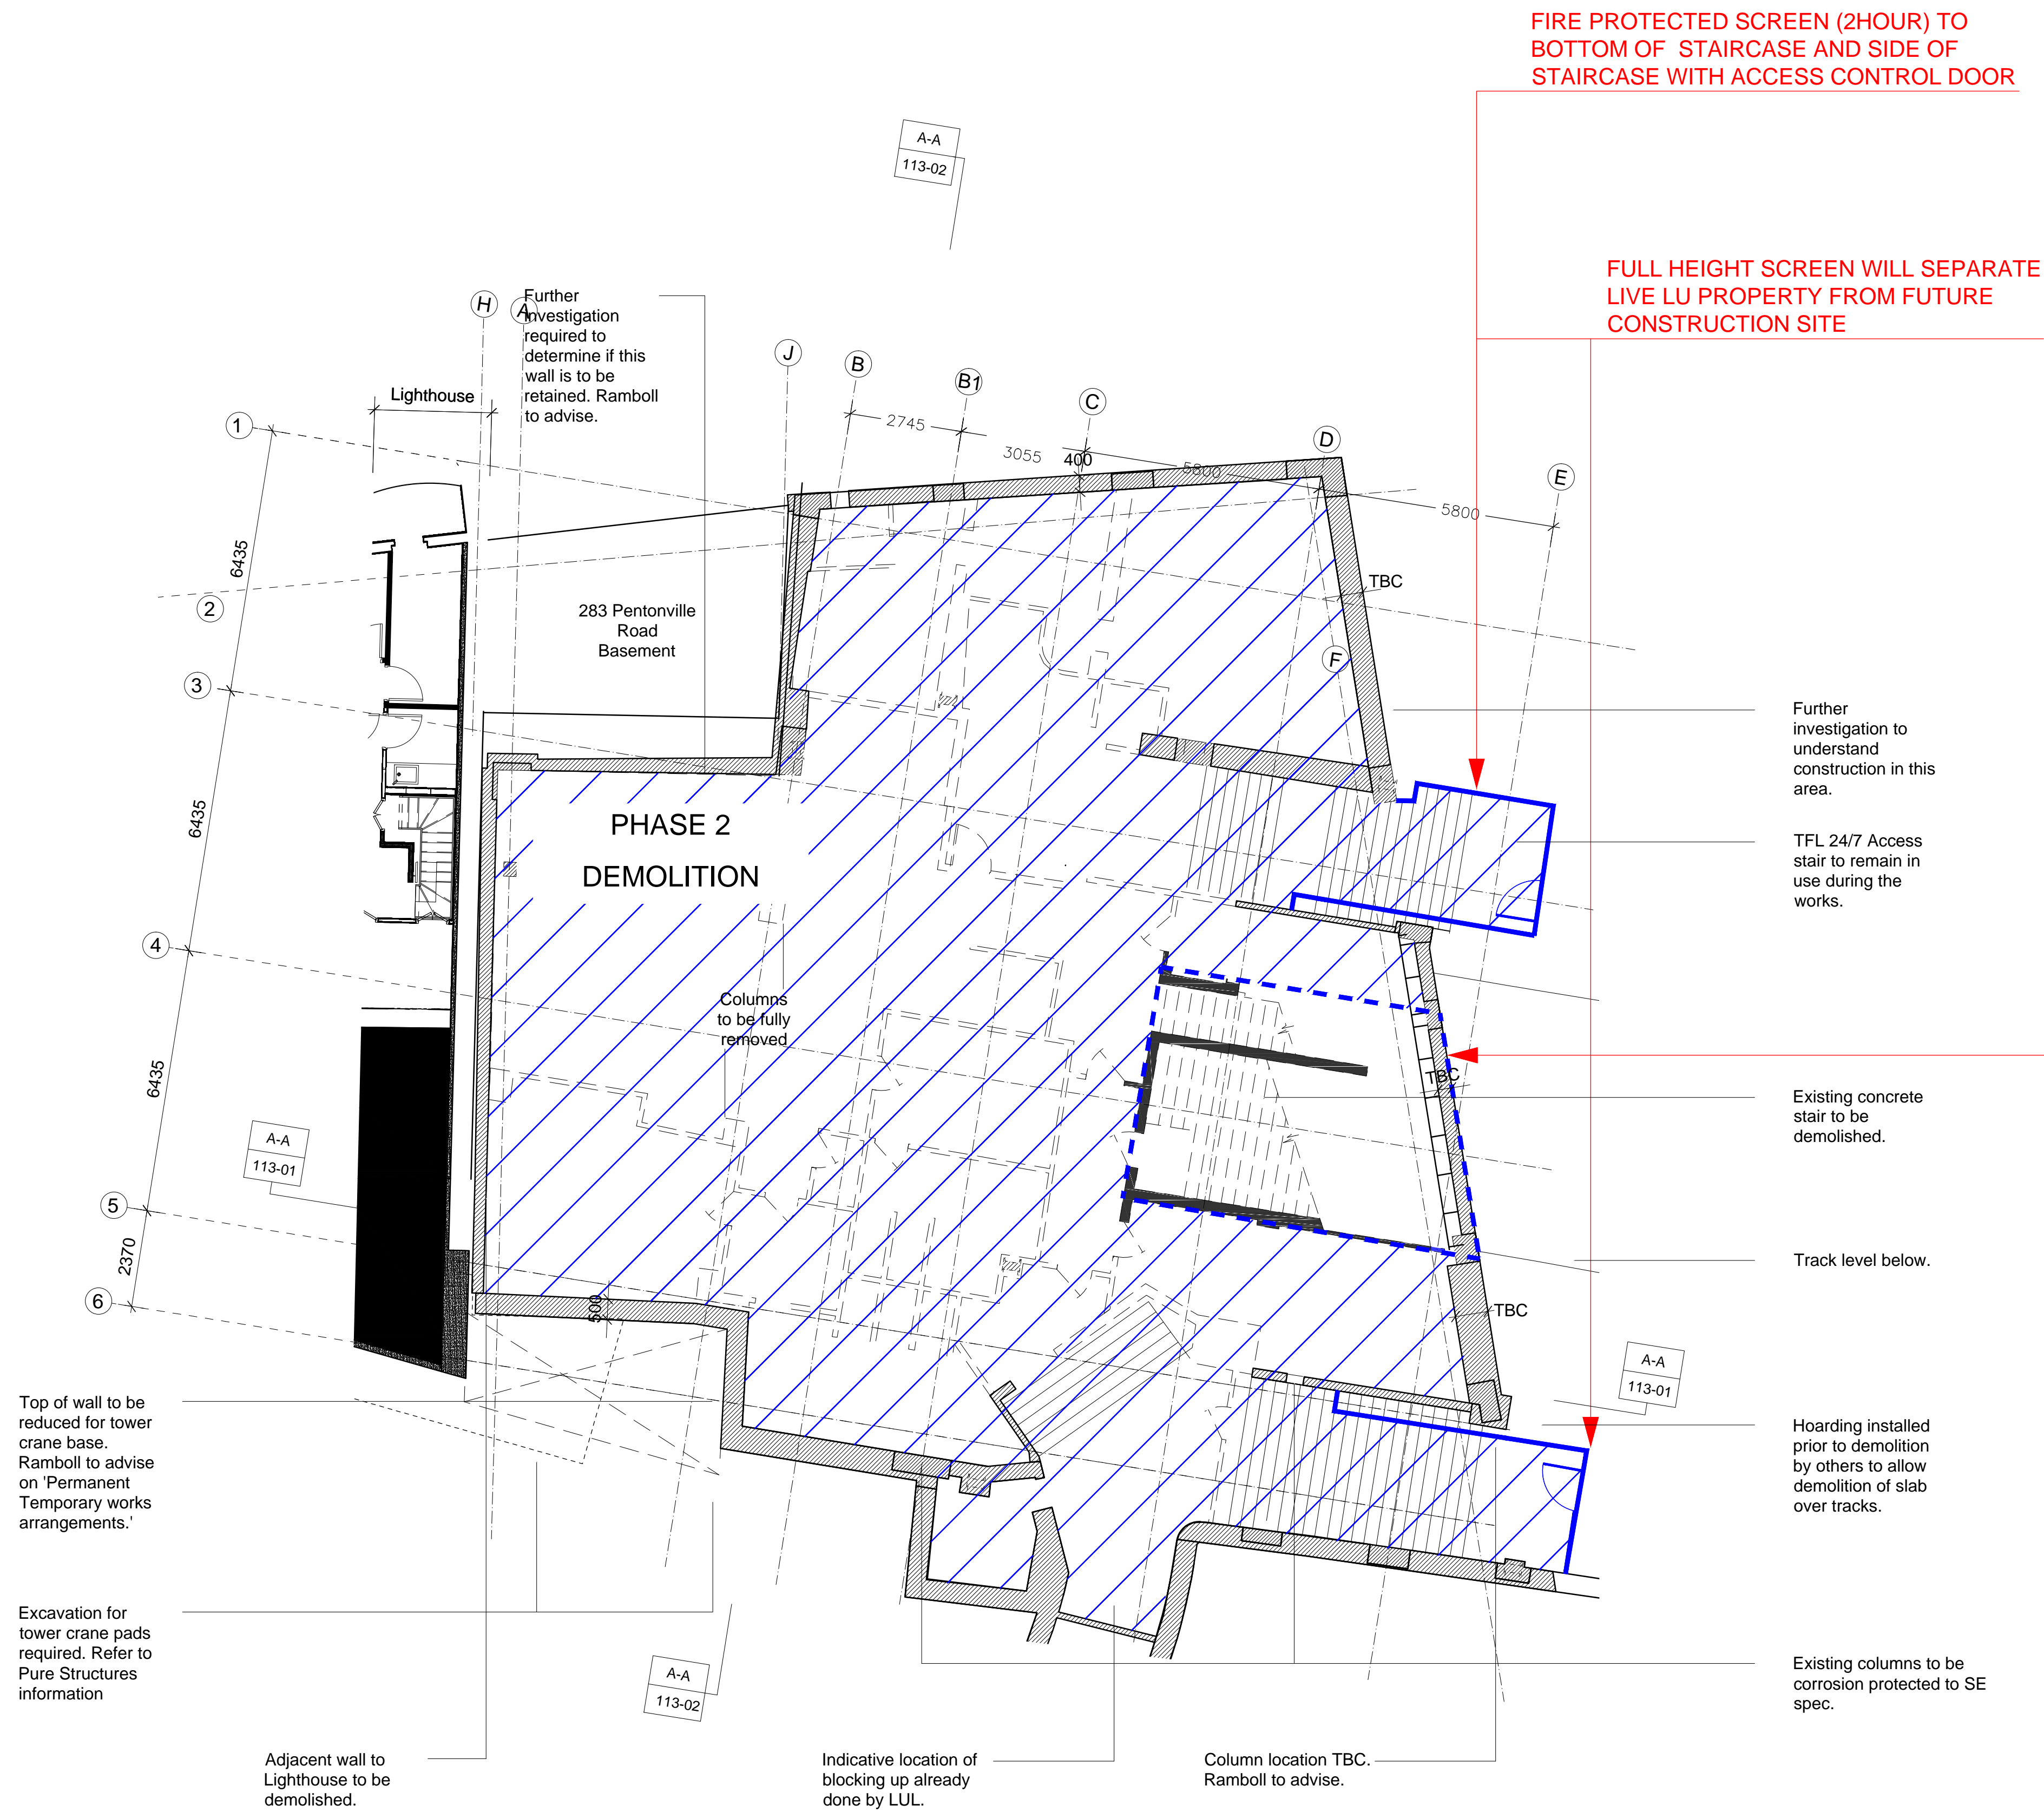 FIRE PROTECTED SCREEN (2HOUR) TO
BOTTOM OF STAIRCASE AND SIDE OF
STAIRCASE WITH ACCESS CONTROL DOOR
A-A
113-02
FULL HEIGHT SCREEN WILL SEPARATE
LIVE LU PROPERTY FROM FUTURE
CONSTRUCTION SITE
H
A
Further
investigation
required to
determine if this
wall is to be
retained. Ramboll
to advise.
J
B
B1
C
D
E
Lighthouse
1
2745
3055
400
5800
5800
6435
2
283 Pentonville
Road
Basement
TBC
F
3
Further
investigation to
understand
construction in this
area.
6435
PHASE 2
DEMOLITION
TFL 24/7 Access
stair to remain in
use during the
works.
4
Columns
to be fully
removed
6435
TBC
Existing concrete
stair to be
demolished.
A-A
113-01
5
2370
6
500
Track level below.
TBC
A-A
113-01
Top of wall to be
reduced for tower
crane base.
Ramboll to advise
on 'Permanent
Temporary works
arrangements.'
Hoarding installed
prior to demolition
by others to allow
demolition of slab
over tracks.
Excavation for
tower crane pads
required. Refer to
Pure Structures
information
A-A
113-02
Existing columns to be
corrosion protected to SE
spec.
Adjacent wall to
Lighthouse to be
demolished.
Indicative location of
blocking up already
done by LUL.
Column location TBC.
Ramboll to advise.